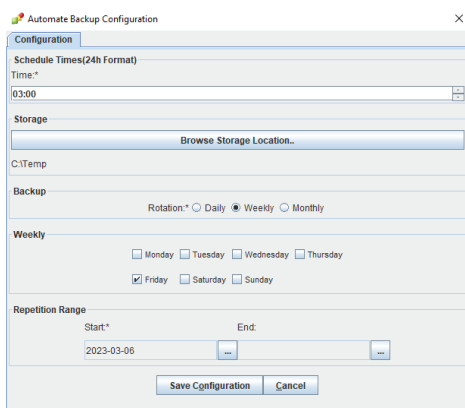 Automate Backup Configuration
Configuration
Schedule Times(24h Format)
Time:*
03:00
Storage
Browse Storage Location..
C:\Temp
Backup
Rotation:* Daily Weekly Monthly
Weekly
Monday Tuesday Wednesday Thursday
Friday Saturday Sunday
Repetition Range
Start:* End:
2023-03-06 ... ...
Save Configuration Cancel